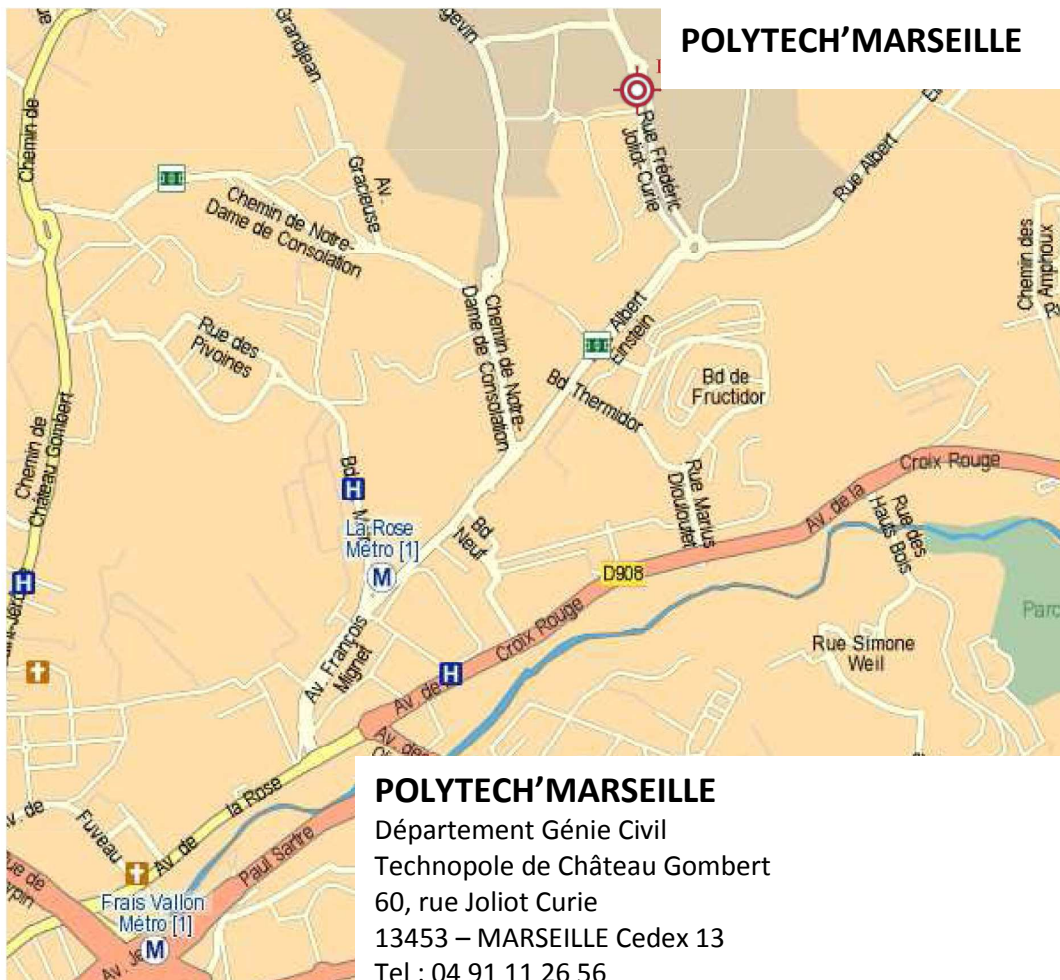 POLYTECH’MARSEILLE
Grandjean
Chemin de
Av.
Gracieuse
Rue Frédéric
Joliot-Curie
Rue Albert
Chemin de Notre-
Dame de Consolation
Chemin des
Amphoux
Albert
Einstein
Chemin de Notre-
Dame de Consolation
Rue des
Pivoines
Bd Thermidor
Bd de
Fructidor
Chemin de
Château Gombert
H
Bd
La Rose
Métro [1]
M
Bd
Neuf
Rue Marius
Diouloufet
Av. de la
Croix Rouge
Rue des
Hauts Bois
D908
H
Croix Rouge
Parc
Rue Simone
Weil
Av. François
Mignet
H
Av. de
Av. des
Av. de
la Rose
Fuveau
Paul Sartre
Frais Vallon
Métro [1]
M
POLYTECH’MARSEILLE
Département Génie Civil
Technopole de Château Gombert
60, rue Joliot Curie
13453 – MARSEILLE Cedex 13
Tel : 04 91 11 26 56